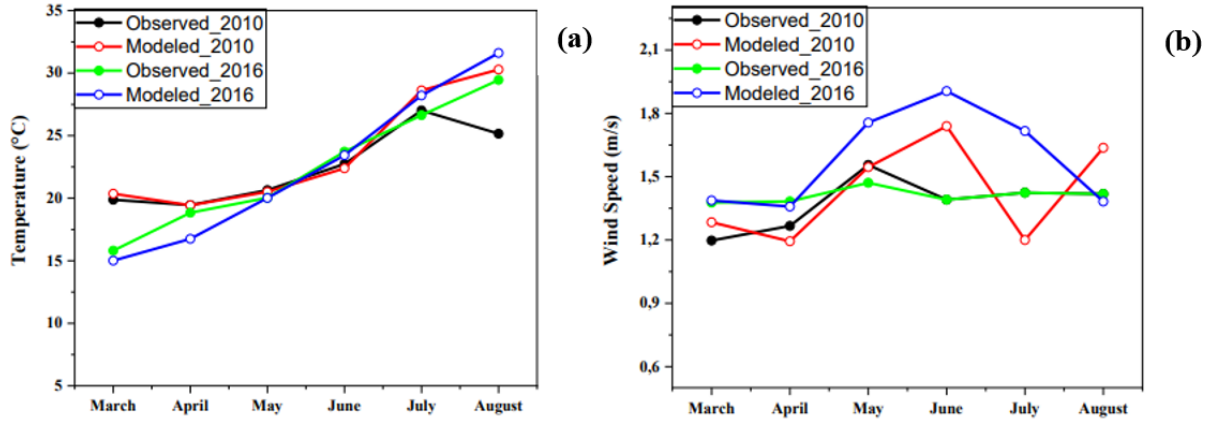 35
30
25
20
15
10
5
Temperature (°C)
Observed_2010
Modeled_2010
Observed_2016
Modeled_2016
March April May June July August
(a)
2,1
1,8
1,5
1,2
0,9
0,6
Wind Speed (m/s)
Observed_2010
Modeled_2010
Observed_2016
Modeled_2016
March April May June July August
(b)